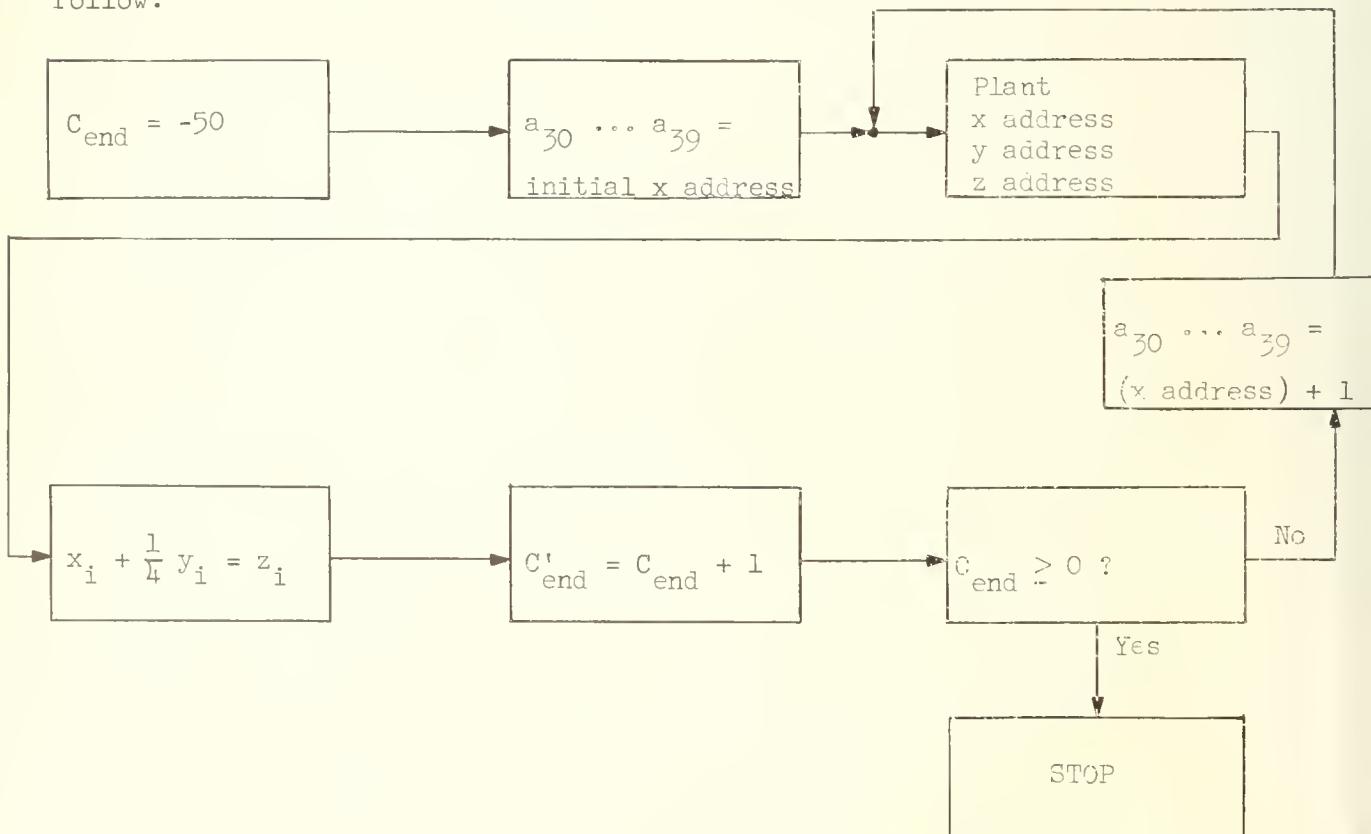 follow:
C_end = -50
a_30 ... a_39 =
initial x address
Plant
x address
y address
z address
a_30 ... a_39 =
(x address) + 1
x_i + 1/4 y_i = z_i
C'_end = C_end + 1
C_end ≥ 0 ?
No
Yes
STOP